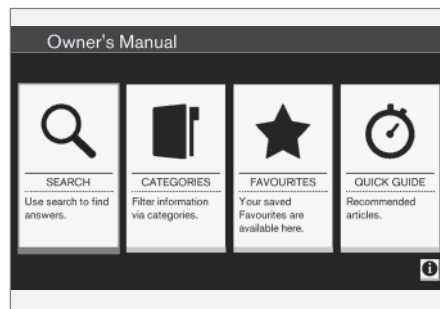 Owner's Manual
SEARCH
Use search to find
answers.
CATEGORIES
Filter information
via categories.
FAVOURITES
Your saved
Favourites are
available here.
QUICK GUIDE
Recommended
articles.
i